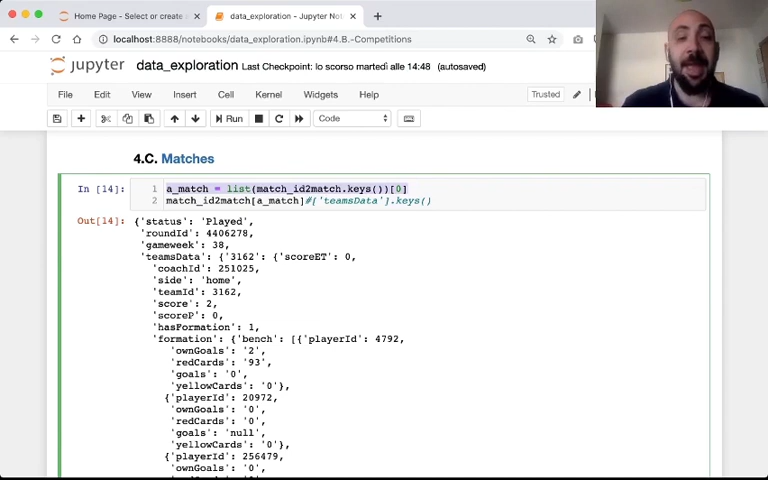 Home Page - Select or create a
data_exploration - Jupyter Not
localhost:8888/notebooks/data_exploration.ipynb#4.B.-Competitions
jupyter data_exploration Last Checkpoint: lo scorso martedì alle 14:48 (autosaved)
File Edit View Insert Cell Kernel Widgets Help Trusted
Run Code
4.C. Matches
In [14]: 1 a_match = list(match_id2match.keys())[0]
2 match_id2match[a_match]#['teamsData'].keys()
Out[14]: {'status': 'Played',
'roundId': 4406278,
'gameweek': 38,
'teamsData': {'3162': {'scoreET': 0,
'coachId': 251025,
'side': 'home',
'teamId': 3162,
'score': 2,
'scoreP': 0,
'hasFormation': 1,
'formation': {'bench': [{'playerId': 4792,
'ownGoals': '2',
'redCards': '93',
'goals': '0',
'yellowCards': '0'},
{'playerId': 20972,
'ownGoals': '0',
'redCards': '0',
'goals': 'null',
'yellowCards': '0'},
{'playerId': 256479,
'ownGoals': '0',